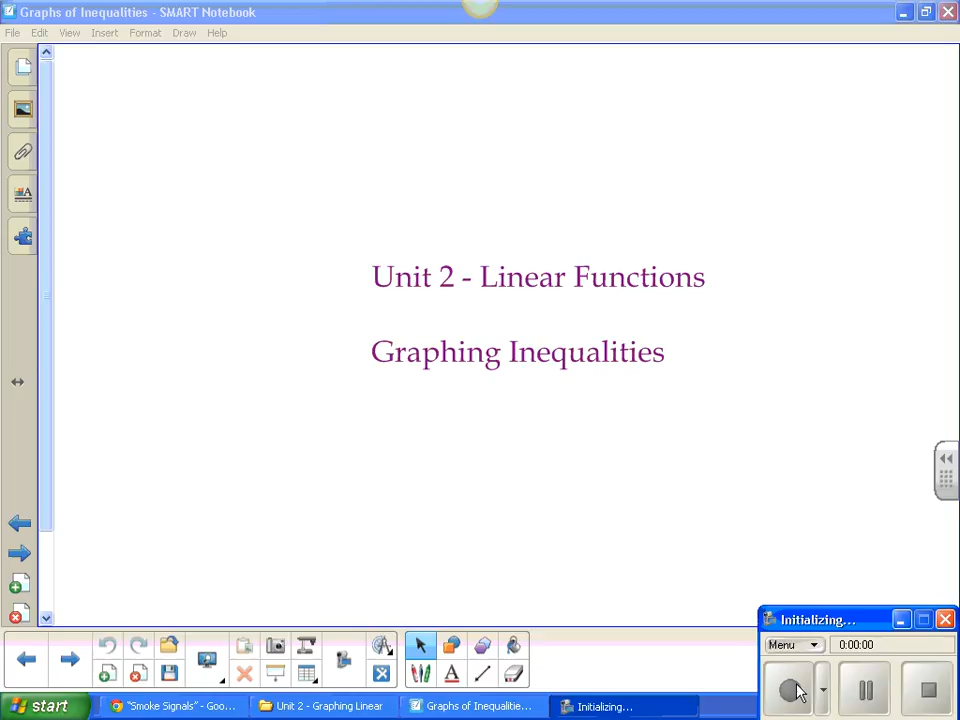 Graphs of Inequalities - SMART Notebook
File Edit View Insert Format Draw Help
Unit 2 - Linear Functions
Graphing Inequalities
Initializing...
Menu 0:00:00
start "Smoke Signals" - Goo... Unit 2 - Graphing Linear Graphs of Inequalitie... Initializing...